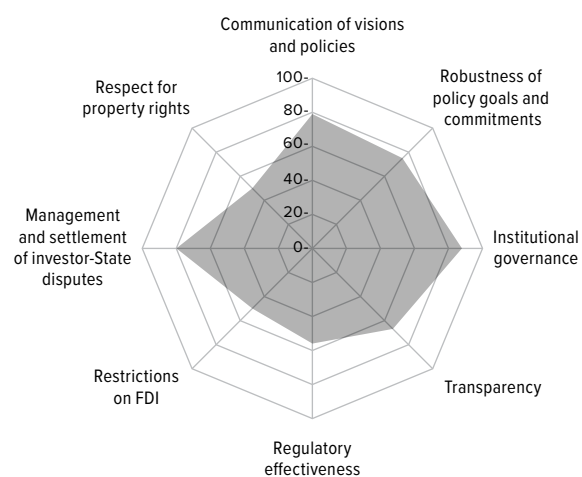 Communication of visions
and policies
Robustness of
policy goals and
commitments
Institutional
governance
Transparency
Regulatory
effectiveness
Restrictions
on FDI
Management
and settlement
of investor-State
disputes
Respect for
property rights
100-
80-
60-
40-
20-
0-